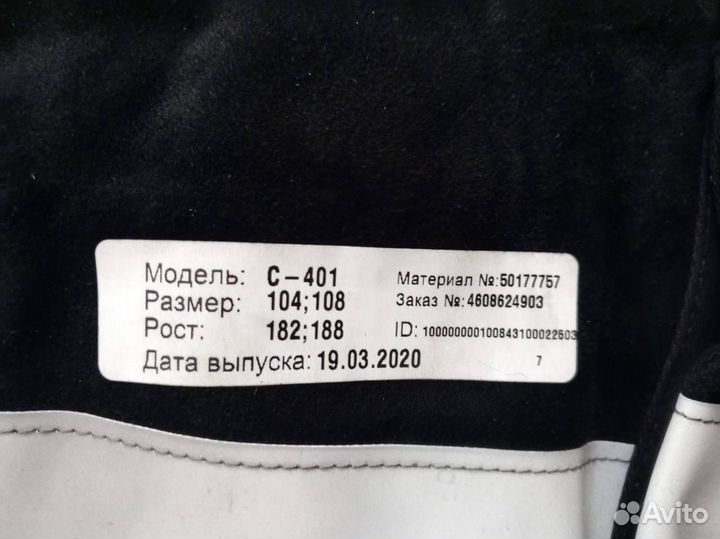 Модель: С-401
Материал №:50177757
Размер: 104;108
Заказ №:4608624903
Рост: 182;188
ID: 100000000100843100022503
7
Дата выпуска: 19.03.2020
Avito